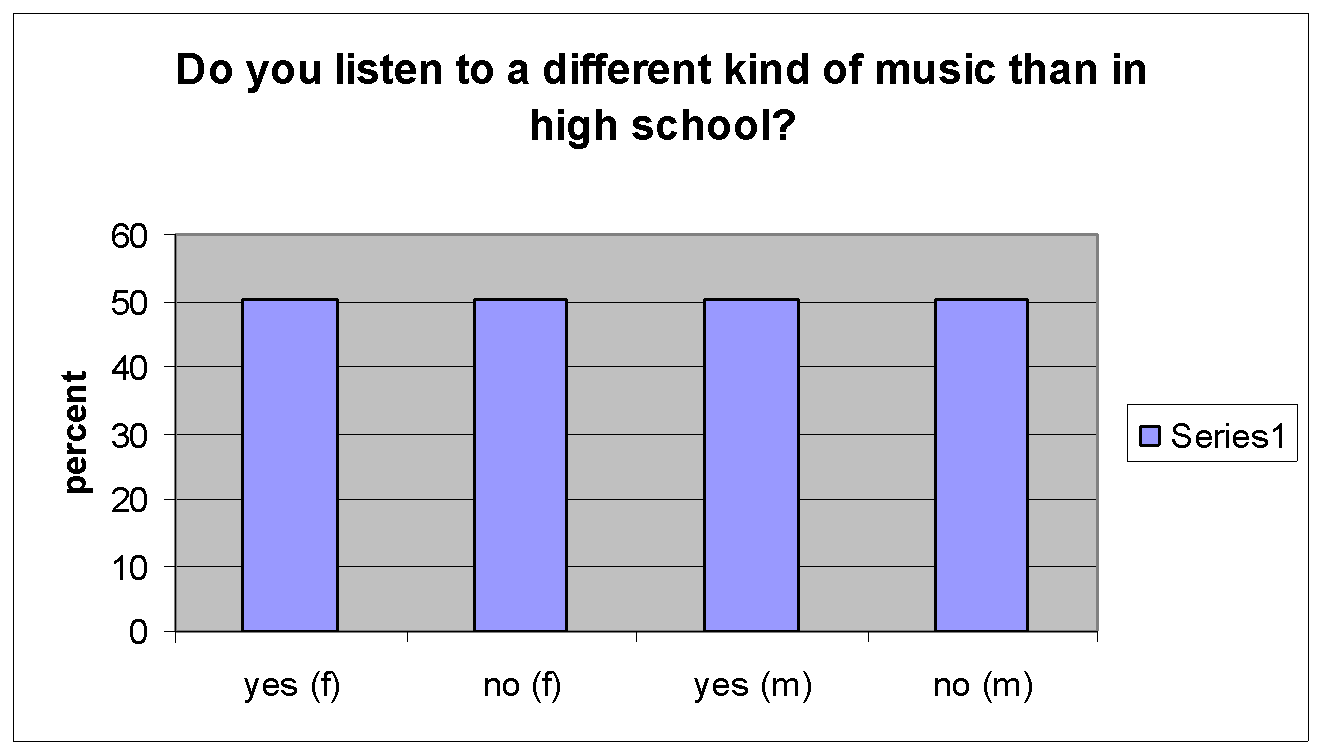 Do you listen to a different kind of music than in
high school?
60
50
40
30
20
10
0
percent
yes (f)
no (f)
yes (m)
no (m)
Series1